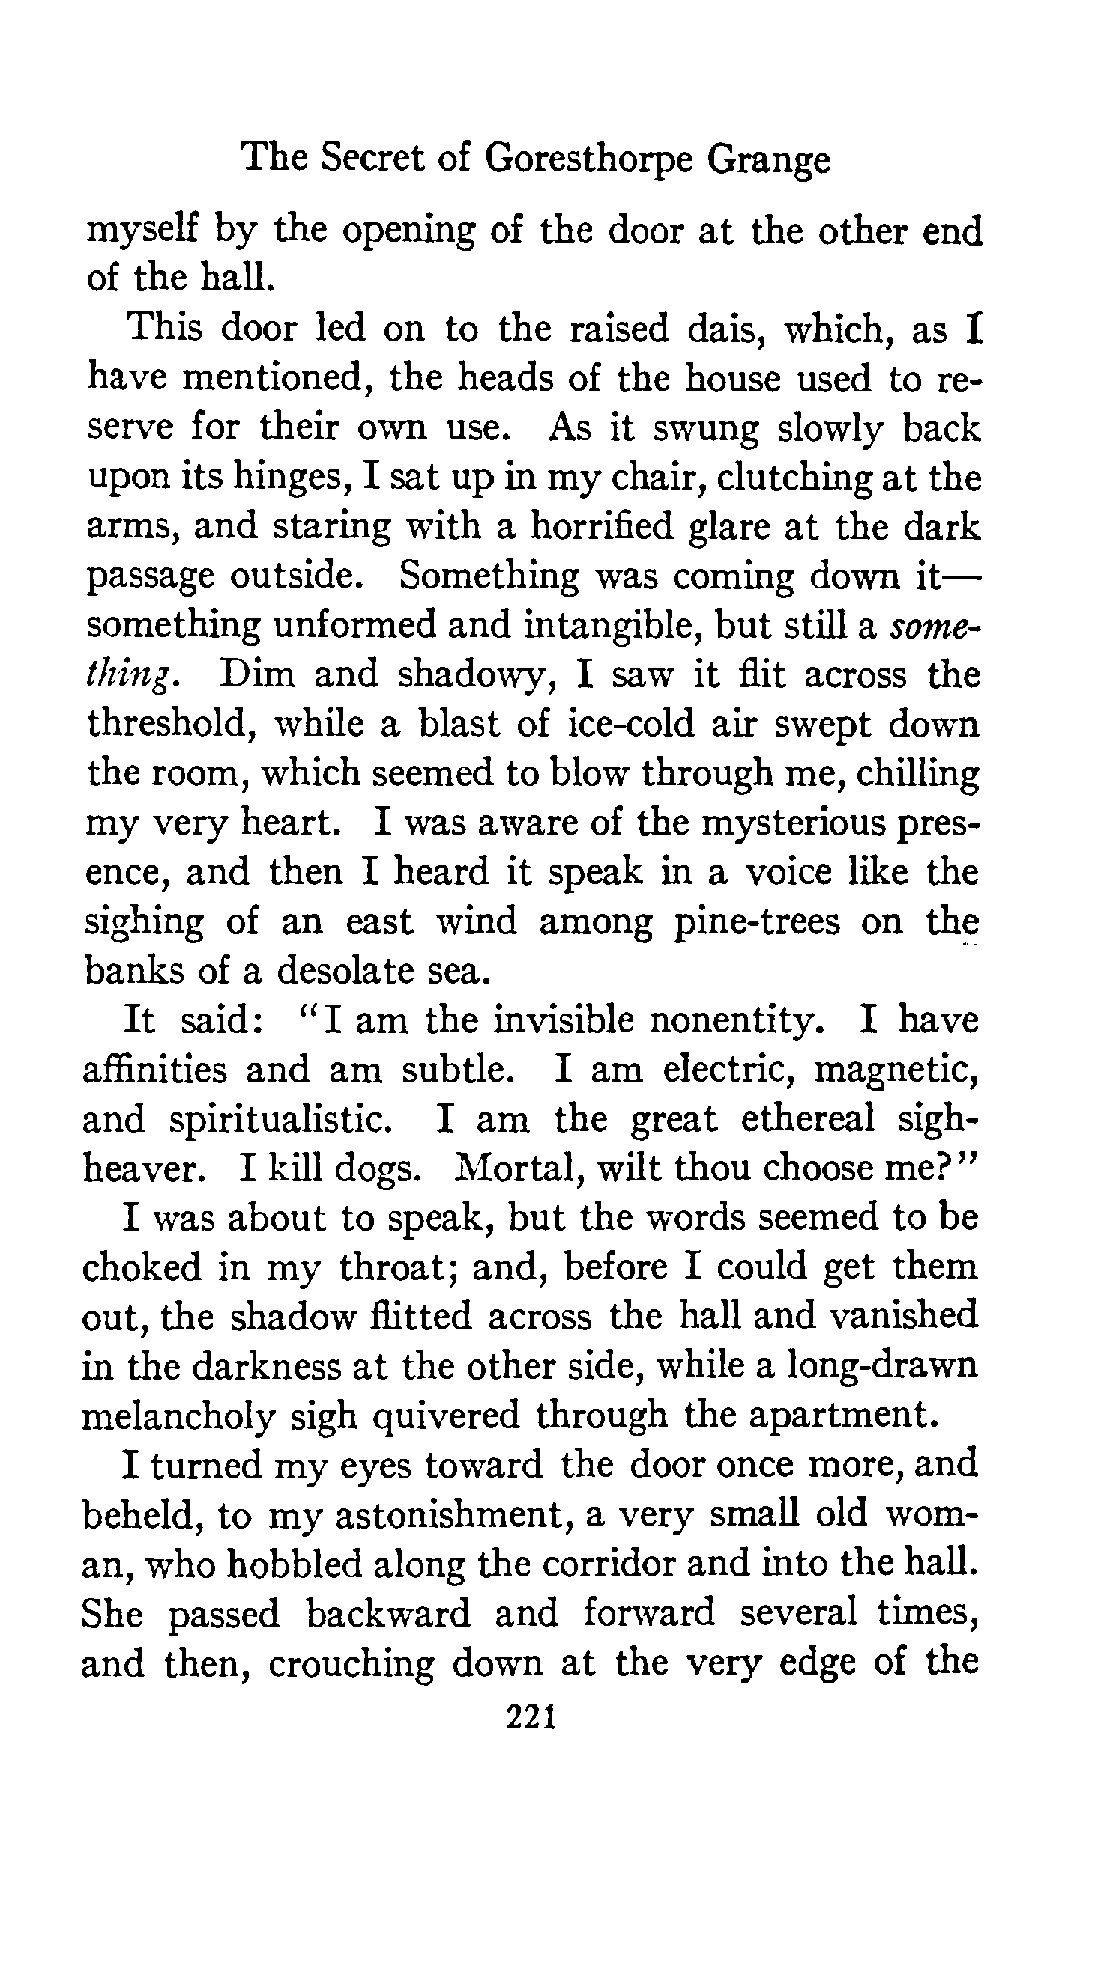 The Secret of Goresthorpe Grange
myself by the opening of the door at the other end
of the hall.
This door led on to the raised dais, which, as I
have mentioned, the heads of the house used to re-
serve for their own use. As it swung slowly back
upon its hinges, I sat up in my chair, clutching at the
arms, and staring with a horrified glare at the dark
passage outside. Something was coming down it—
something unformed and intangible, but still a some-
thing. Dim and shadowy, I saw it flit across the
threshold, while a blast of ice-cold air swept down
the room, which seemed to blow through me, chilling
my very heart. I was aware of the mysterious pres-
ence, and then I heard it speak in a voice like the
sighing of an east wind among pine-trees on the
banks of a desolate sea.
It said: "I am the invisible nonentity. I have
affinities and am subtle. I am electric, magnetic,
and spiritualistic. I am the great ethereal sigh-
heaver. I kill dogs. Mortal, wilt thou choose me?"
I was about to speak, but the words seemed to be
choked in my throat; and, before I could get them
out, the shadow flitted across the hall and vanished
in the darkness at the other side, while a long-drawn
melancholy sigh quivered through the apartment.
I turned my eyes toward the door once more, and
beheld, to my astonishment, a very small old wom-
an, who hobbled along the corridor and into the hall.
She passed backward and forward several times,
and then, crouching down at the very edge of the
221